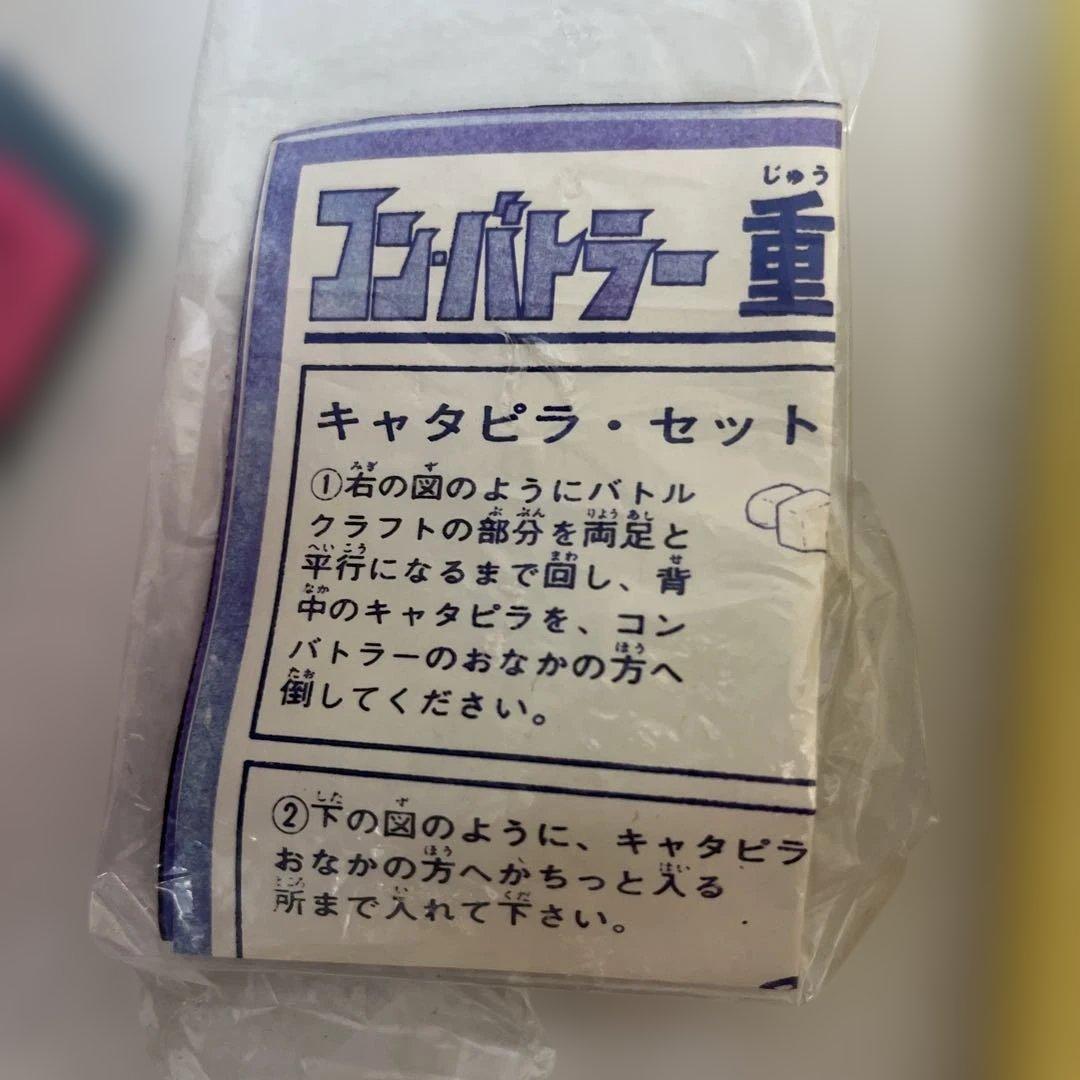 コン・バトラー 重
じゅう
キャタピラ・セット
①右の図のようにバトル
クラフトの部分を両足と
平行になるまで回し、背
中のキャタピラを、コン
バトラーのおなかの方へ
倒してください。
②下の図のように、キャタピラ
おなかの方へかちっと入る
所まで入れて下さい。